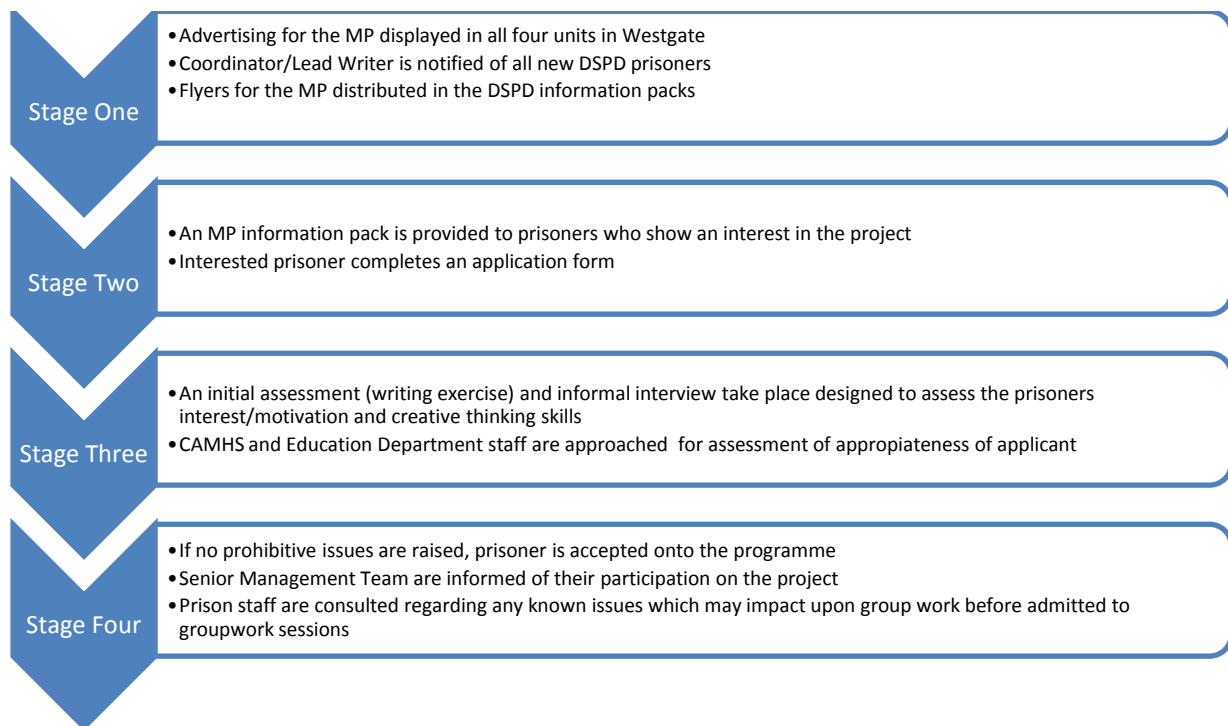 Stage One
•Advertising for the MP displayed in all four units in Westgate
•Coordinator/Lead Writer is notified of all new DSPD prisoners
•Flyers for the MP distributed in the DSPD information packs
Stage Two
•An MP information pack is provided to prisoners who show an interest in the project
•Interested prisoner completes an application form
Stage Three
•An initial assessment (writing exercise) and informal interview take place designed to assess the prisoners
interest/motivation and creative thinking skills
•CAMHS and Education Department staff are approached for assessment of appropiateness of applicant
Stage Four
•If no prohibitive issues are raised, prisoner is accepted onto the programme
•Senior Management Team are informed of their participation on the project
•Prison staff are consulted regarding any known issues which may impact upon group work before admitted to
groupwork sessions